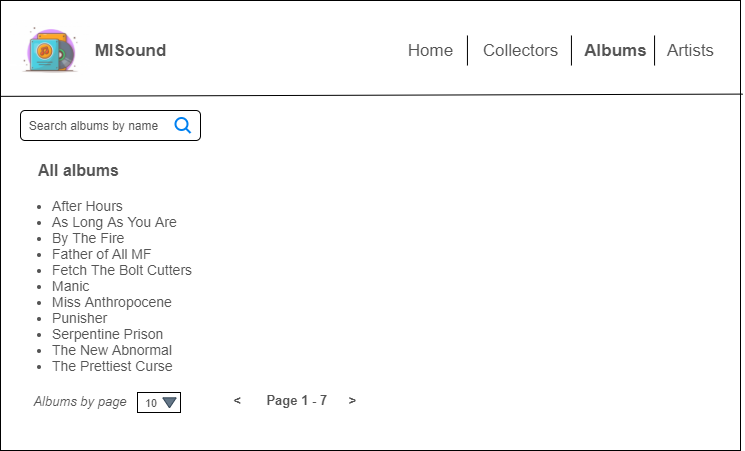 MISound
Home
Collectors
Albums
Artists
Search albums by name
All albums
After Hours
As Long As You Are
By The Fire
Father of All MF
Fetch The Bolt Cutters
Manic
Miss Anthropocene
Punisher
Serpentine Prison
The New Abnormal
The Prettiest Curse
Albums by page 10 < Page 1 - 7 >